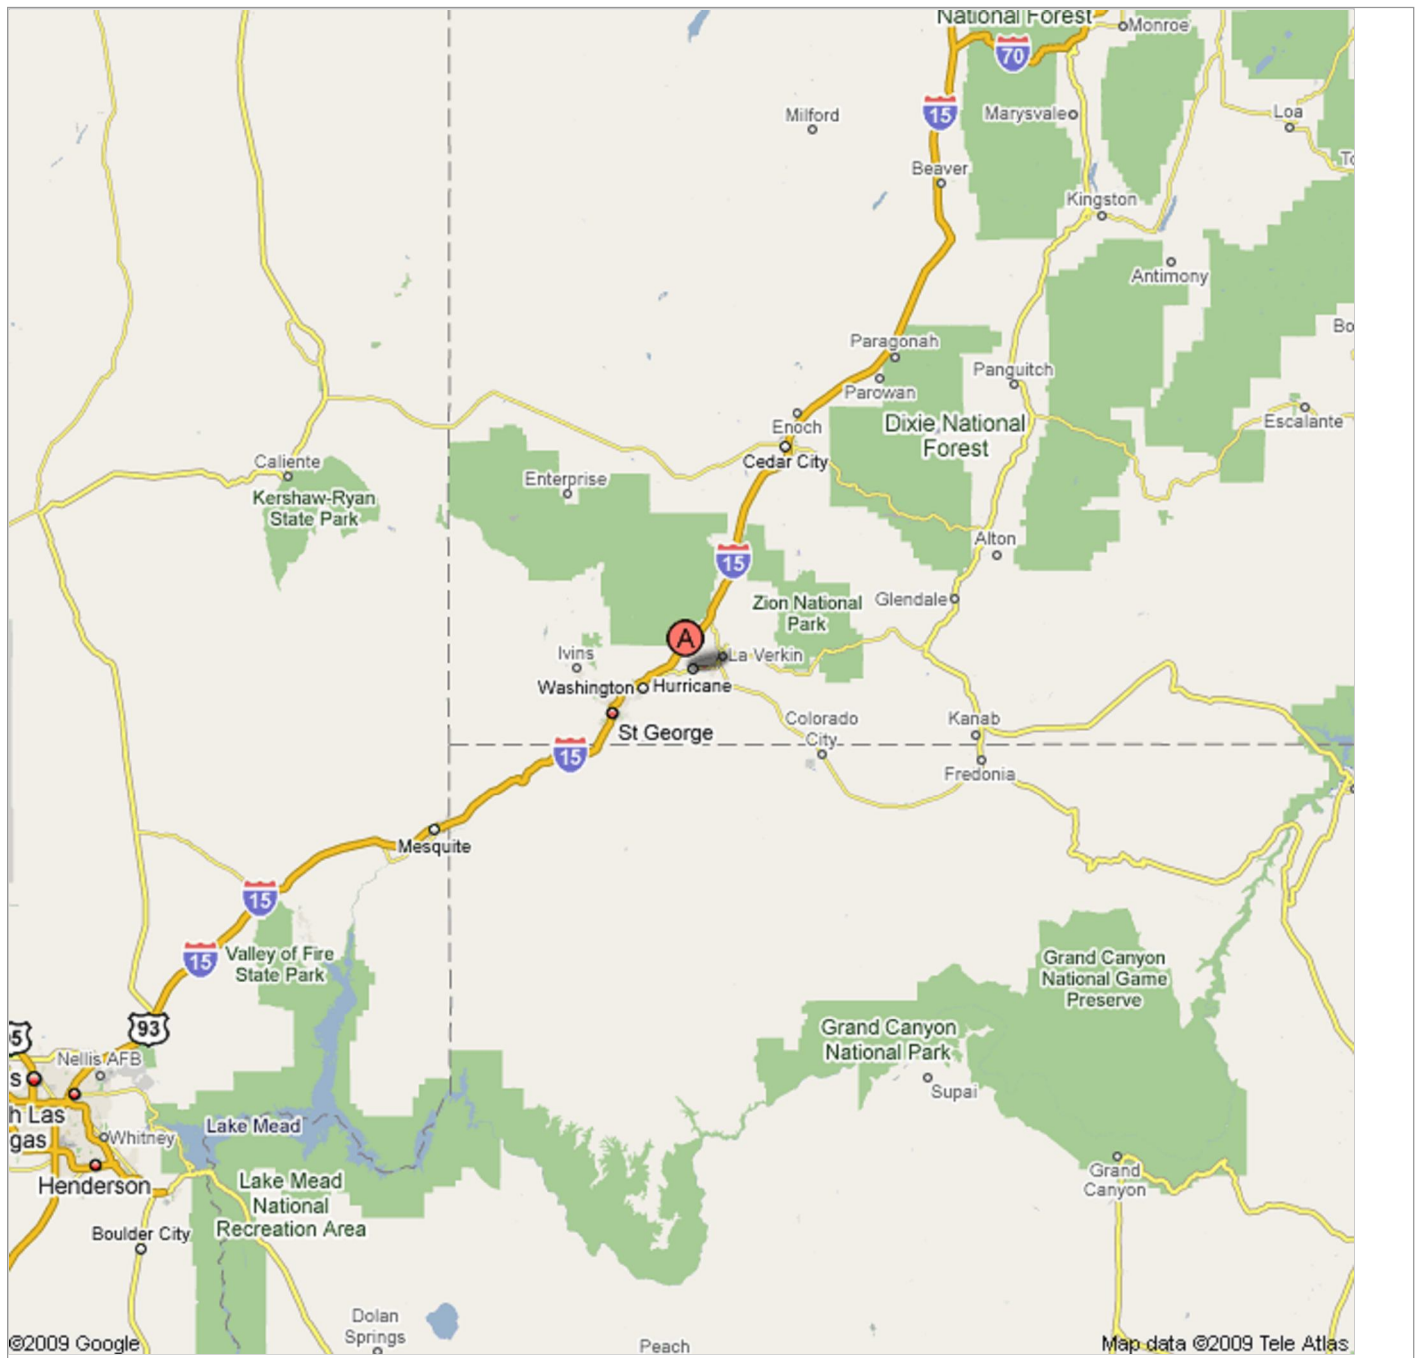 National Forest
Monroe
70
15
Milford
Marysvale
Loa
Beaver
Kingston
Antimony
Paragonah
Bo
Panguitch
Parowan
Escalante
Enoch
Dixie National
Forest
Cedar City
Caliente
Enterprise
Kershaw-Ryan
State Park
Alton
15
Zion National
Park
Glendale
A
Ivins
La Verkin
Washington
Hurricane
St George
Colorado
City
Kanab
15
Fredonia
Mesquite
15
Valley of Fire
State Park
15
Grand Canyon
National Game
Preserve
93
95
Grand Canyon
National Park
Nellis AFB
s
Supai
h Las
gas
Lake Mead
Whitney
Henderson
Lake Mead
National
Recreation Area
Grand
Canyon
Boulder City
Dolan
Springs
Peach
©2009 Google
Map data ©2009 Tele Atlas